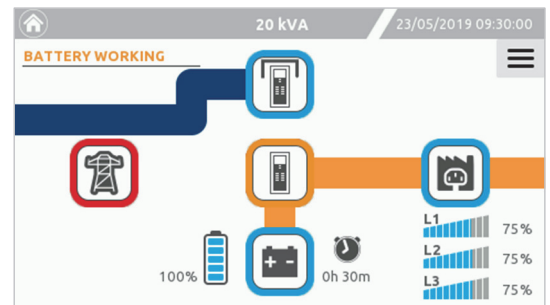 20 kVA
23/05/2019 09:30:00
BATTERY WORKING
L1
75%
L2
75%
100%
+ -
0h 30m
L3
75%